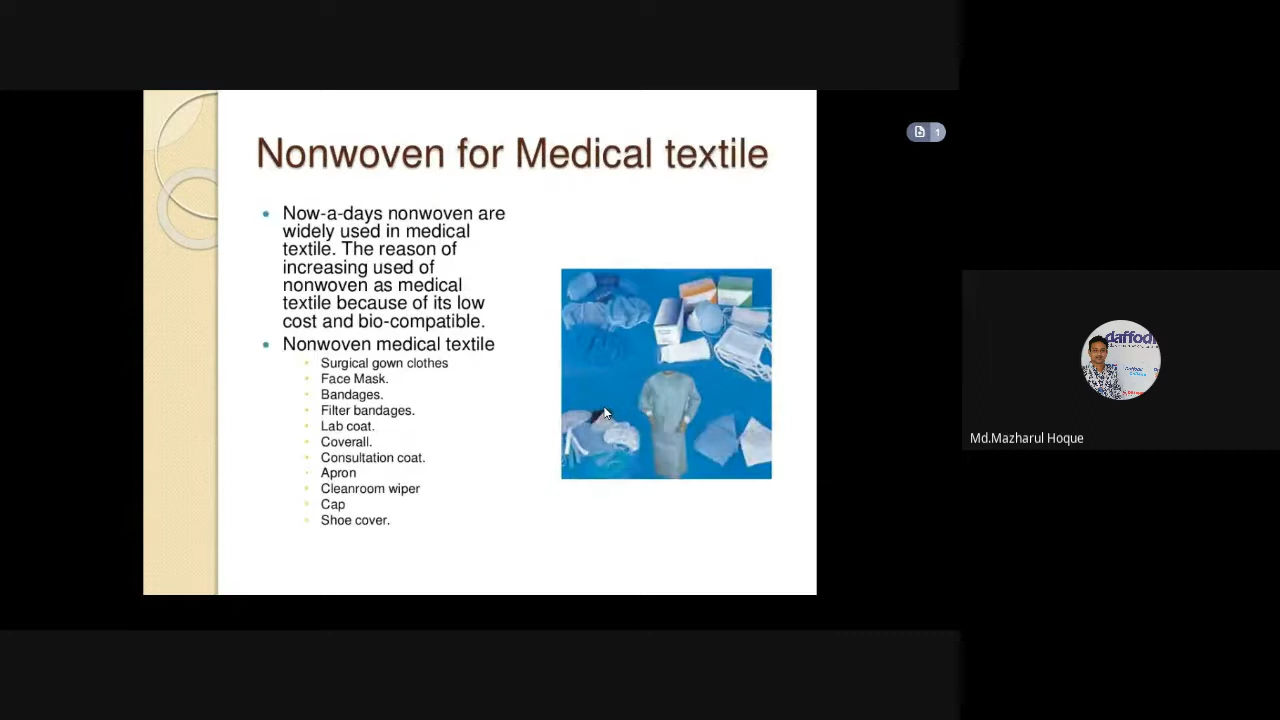 Nonwoven for Medical textile
Now-a-days nonwoven are
widely used in medical
textile. The reason of
increasing used of
nonwoven as medical
textile because of its low
cost and bio-compatible.
Nonwoven medical textile
Surgical gown clothes
Face Mask.
Bandages.
Filter bandages.
Lab coat.
Coverall.
Consultation coat.
Apron
Cleanroom wiper
Cap
Shoe cover.
1
daffodi
Md.Mazharul Hoque